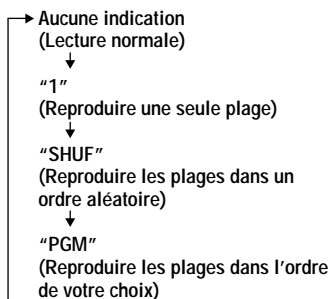 Aucune indication
(Lecture normale)
“1”
(Reproduire une seule plage)
“SHUF”
(Reproduire les plages dans un
ordre aléatoire)
“PGM”
(Reproduire les plages dans l’ordre
de votre choix)